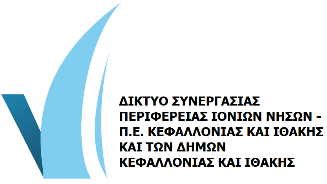 ΔΙΚΤΥΟ ΣΥΝΕΡΓΑΣΙΑΣ
ΠΕΡΙΦΕΡΕΙΑΣ ΙΟΝΙΩΝ ΝΗΣΩΝ -
Π.Ε. ΚΕΦΑΛΛΟΝΙΑΣ ΚΑΙ ΙΘΑΚΗΣ
ΚΑΙ ΤΩΝ ΔΗΜΩΝ
ΚΕΦΑΛΛΟΝΙΑΣ ΚΑΙ ΙΘΑΚΗΣ